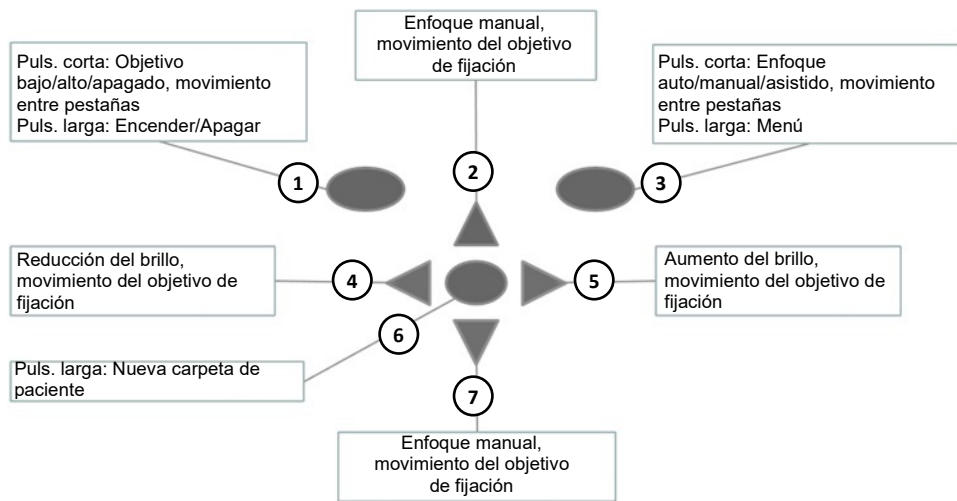 Enfoque manual,
movimiento del objetivo
de fijación
Puls. corta: Objetivo
bajo/alto/apagado, movimiento
entre pestañas
Puls. larga: Encender/Apagar
Puls. corta: Enfoque
auto/manual/asistido, movimiento
entre pestañas
Puls. larga: Menú
1
2
3
Reducción del brillo,
movimiento del objetivo de
fijación
4
5
Aumento del brillo,
movimiento del objetivo de
fijación
6
Puls. larga: Nueva carpeta de
paciente
7
Enfoque manual,
movimiento del objetivo
de fijación